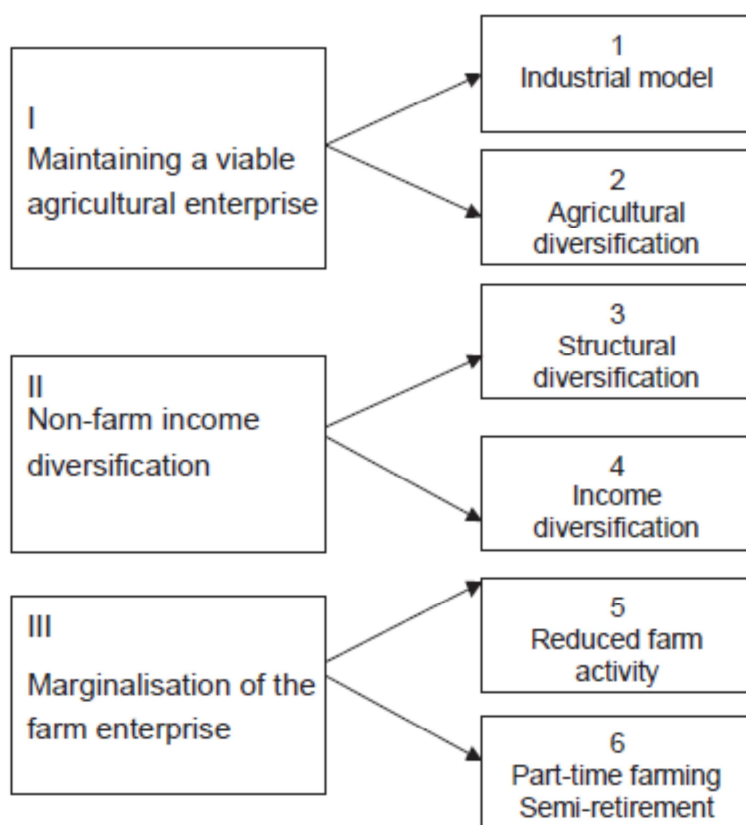 I
Maintaining a viable
agricultural enterprise
1
Industrial model
2
Agricultural
diversification
II
Non-farm income
diversification
3
Structural
diversification
4
Income
diversification
III
Marginalisation of the
farm enterprise
5
Reduced farm
activity
6
Part-time farming
Semi-retirement